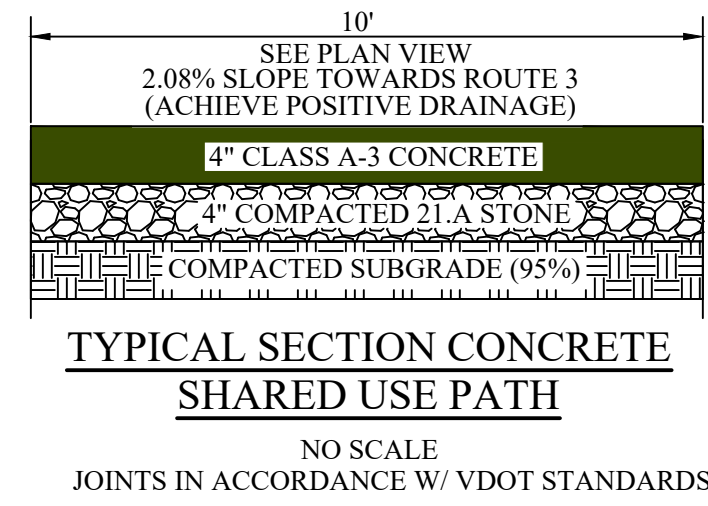 10'
SEE PLAN VIEW
2.08% SLOPE TOWARDS ROUTE 3
(ACHIEVE POSITIVE DRAINAGE)
4" CLASS A-3 CONCRETE
4" COMPACTED 21.A STONE
COMPACTED SUBGRADE (95%)
TYPICAL SECTION CONCRETE
SHARED USE PATH
NO SCALE
JOINTS IN ACCORDANCE W/ VDOT STANDARDS